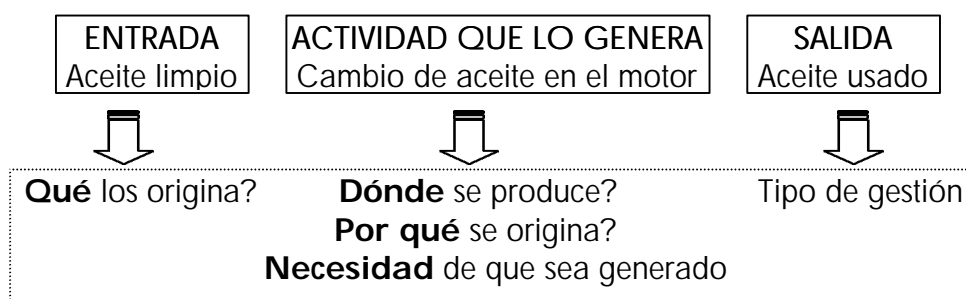 ENTRADA
Aceite limpio
ACTIVIDAD QUE LO GENERA
Cambio de aceite en el motor
SALIDA
Aceite usado
Qué los origina?
Dónde se produce?
Por qué se origina?
Necesidad de que sea generado
Tipo de gestión